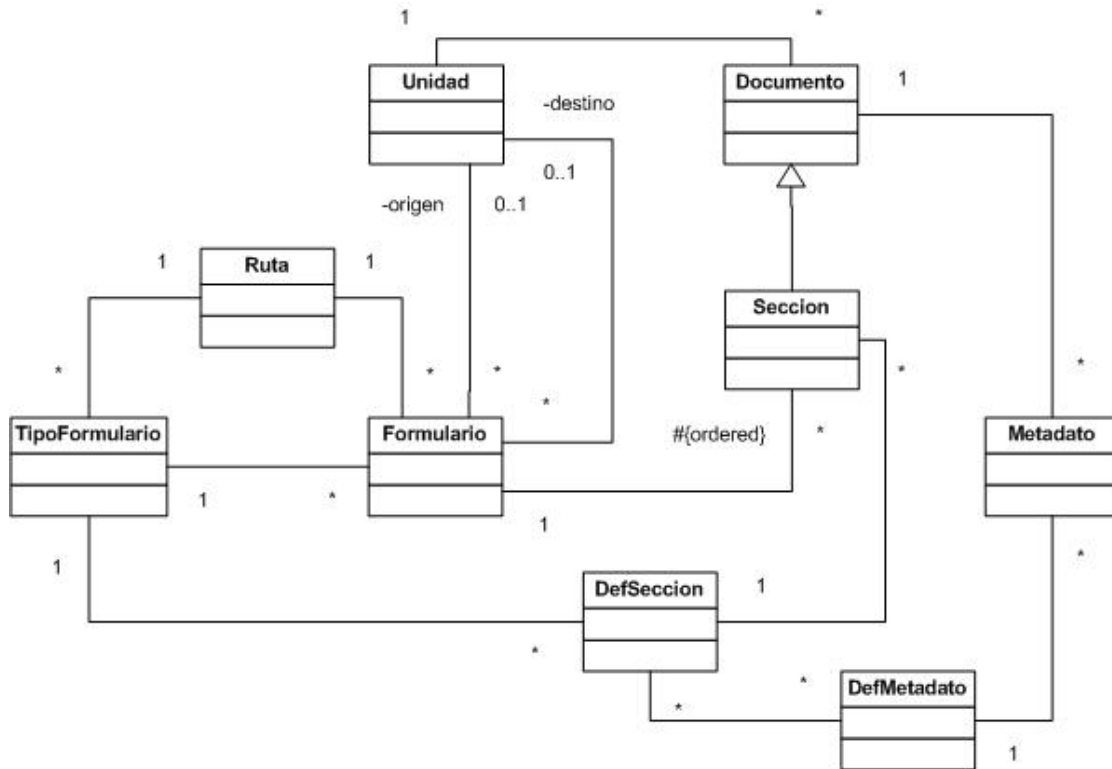 1 *
Unidad
Documento
1
-destino
0..1
-origen 0..1
1 Ruta 1
Seccion
* * * * * *
TipoFormulario
Formulario
#{ordered} *
Metadato
1 * 1
1 *
DefSeccion
1
*
* *
DefMetadato
1